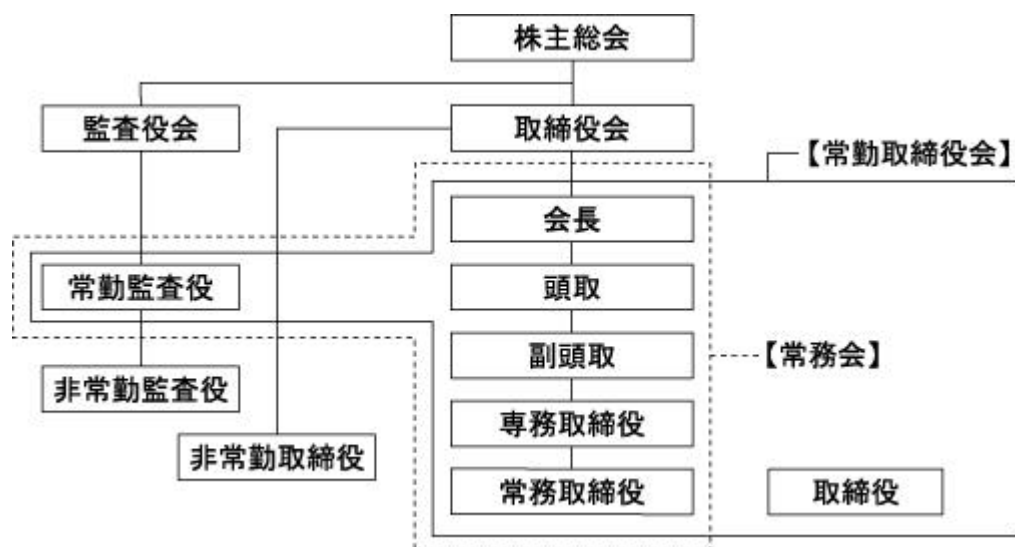 株主総会
監査役会
取締役会
【常勤取締役会】
会長
常勤監査役
頭取
副頭取
【常務会】
非常勤監査役
専務取締役
非常勤取締役
常務取締役
取締役